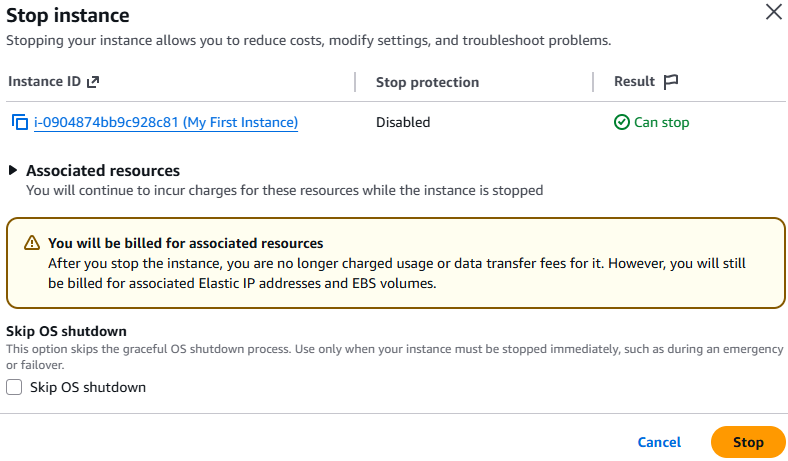 Stop instance
Stopping your instance allows you to reduce costs, modify settings, and troubleshoot problems.
Instance ID
Stop protection
Result
i-0904874bb9c928c81 (My First Instance)
Disabled
Can stop
Associated resources
You will continue to incur charges for these resources while the instance is stopped
You will be billed for associated resources
After you stop the instance, you are no longer charged usage or data transfer fees for it. However, you will still
be billed for associated Elastic IP addresses and EBS volumes.
Skip OS shutdown
This option skips the graceful OS shutdown process. Use only when your instance must be stopped immediately, such as during an emergency
or failover.
Skip OS shutdown
Cancel
Stop